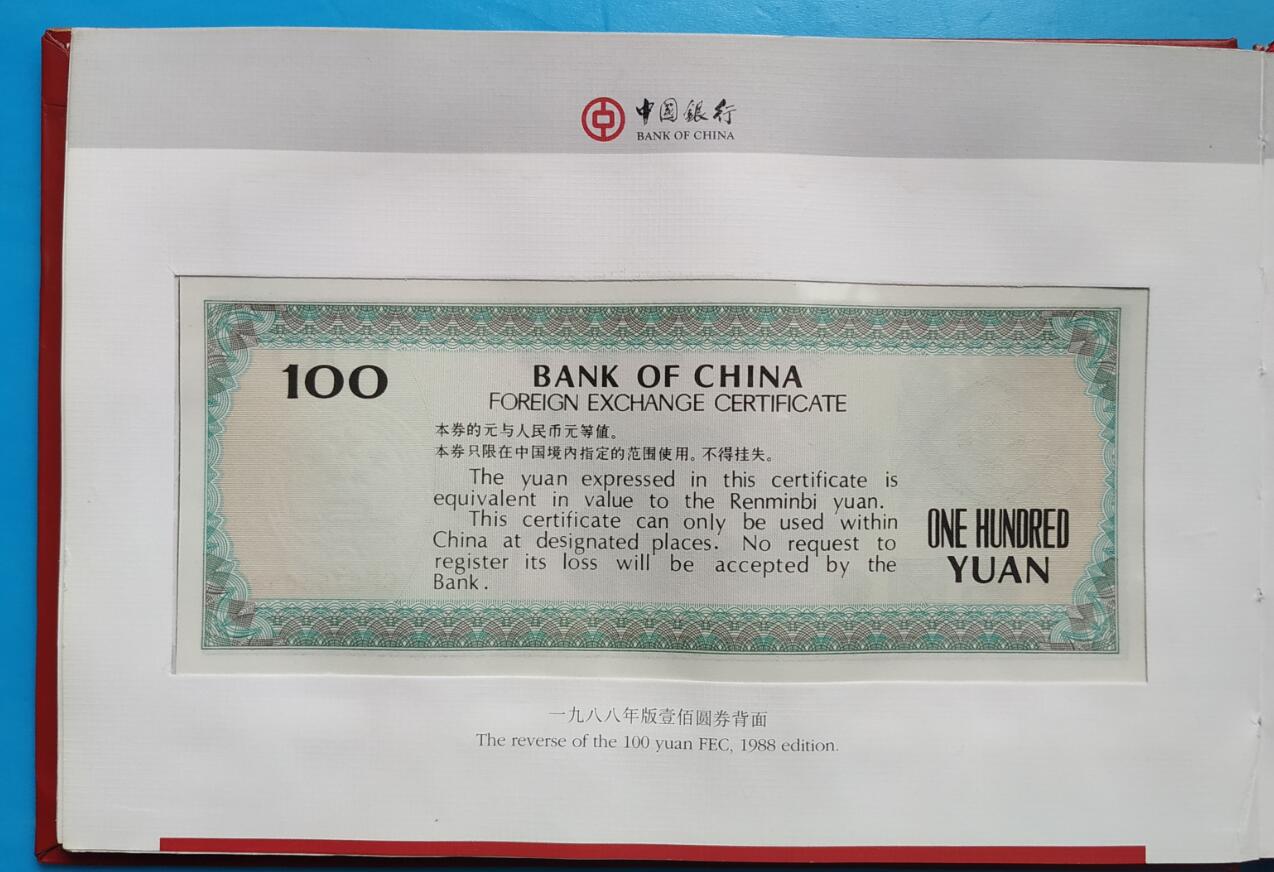 中國銀行
BANK OF CHINA
100
BANK OF CHINA
FOREIGN EXCHANGE CERTIFICATE
本券的元与人民币元等值。
本券只限在中国境内指定的范围使用。不得挂失。
The yuan expressed in this certificate is
equivalent in value to the Renminbi yuan.
This certificate can only be used within
China at designated places. No request to
register its loss will be accepted by the
Bank.
ONE HUNDRED
YUAN
一九八八年版壹佰圆券背面
The reverse of the 100 yuan FEC, 1988 edition.